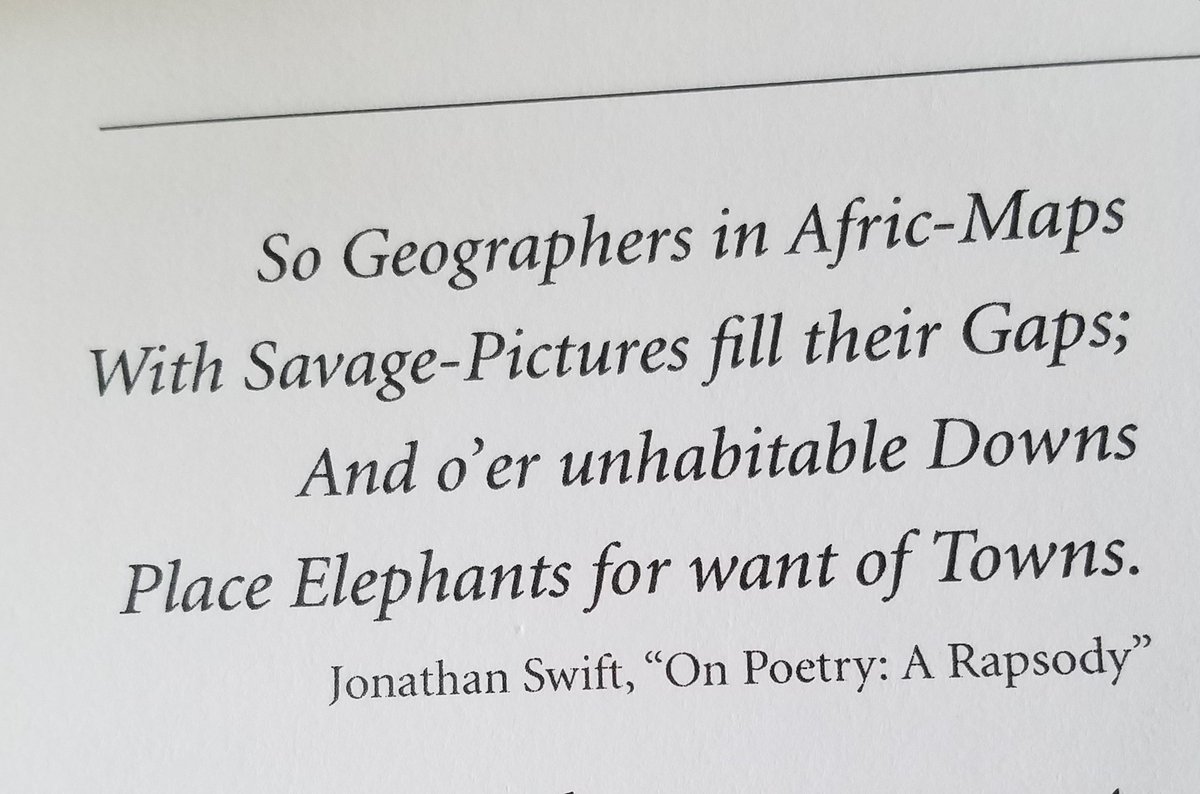 So Geographers in Afric-Maps
With Savage-Pictures fill their Gaps;
And o’er unhabitable Downs
Place Elephants for want of Towns.
Jonathan Swift, “On Poetry: A Rapsody”